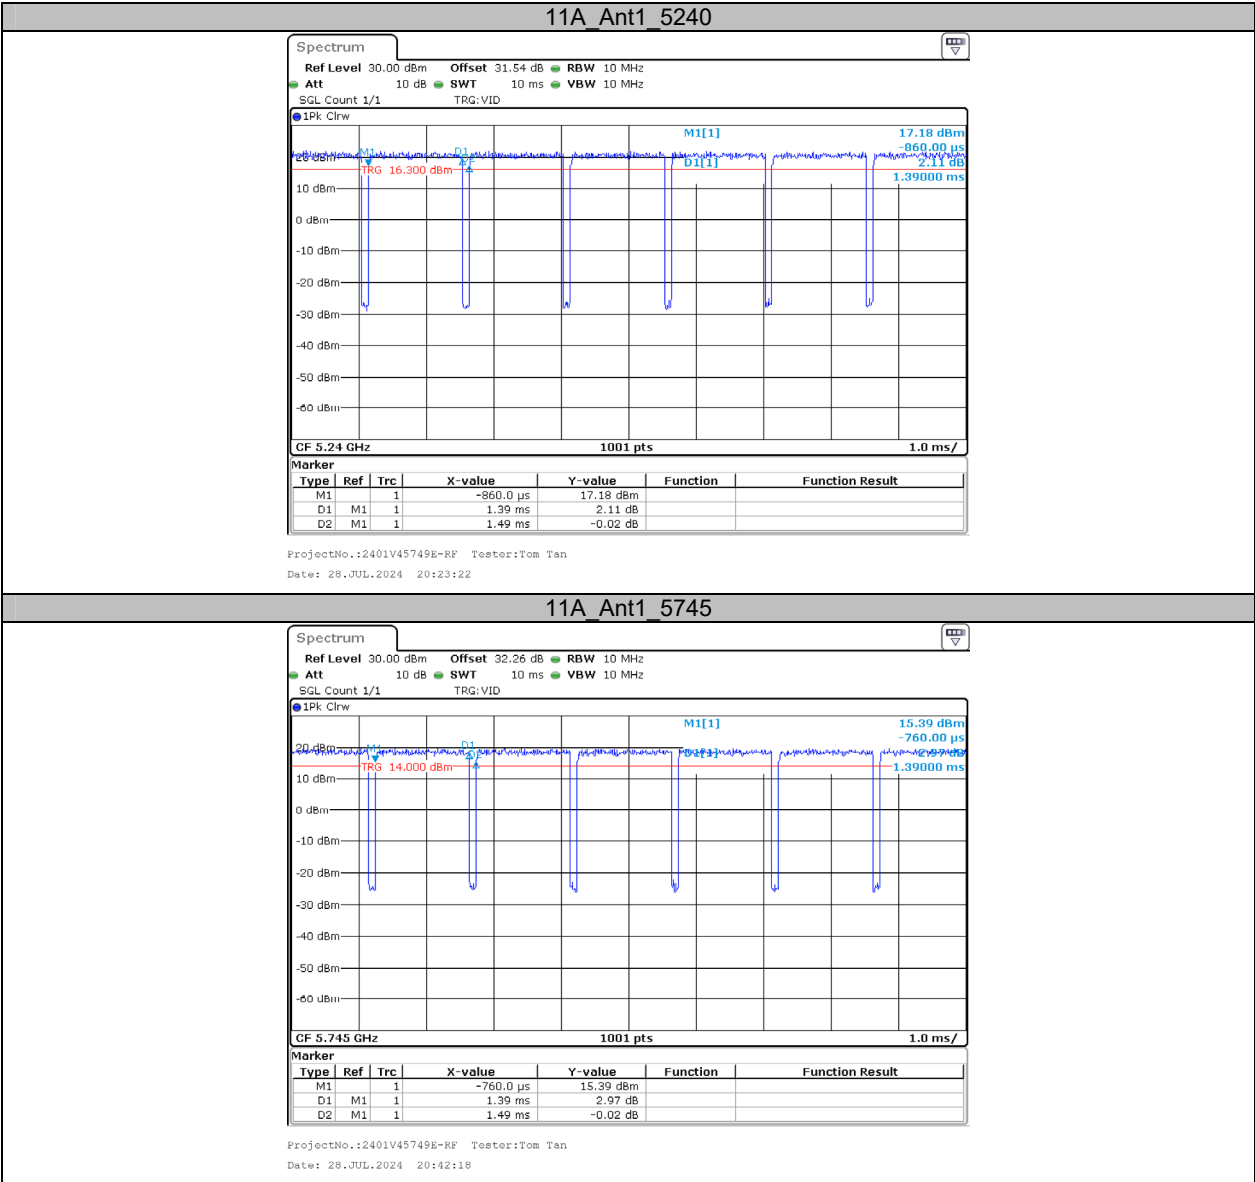 11A_Ant1_5240
Spectrum
Ref Level 30.00 dBm Offset 31.54 dB RBW 10 MHz
Att 10 dB SWT 10 ms VBW 10 MHz
SGL Count 1/1 TRG:VID
1Pk Clrw
M1[1] 17.18 dBm
-860.00 µs
20 dBm M1 D1 D1[1] 2.11 dB
TRG 16.300 dBm 1.39000 ms
10 dBm
0 dBm
-10 dBm
-20 dBm
-30 dBm
-40 dBm
-50 dBm
-60 dBm
CF 5.24 GHz 1001 pts 1.0 ms/
Marker
Type Ref Trc X-value Y-value Function Function Result
M1 1 -860.0 µs 17.18 dBm
D1 M1 1 1.39 ms 2.11 dB
D2 M1 1 1.49 ms -0.02 dB
ProjectNo.:2401V45749E-RF Tester:Tom Tan
Date: 28.JUL.2024 20:23:22
11A_Ant1_5745
Spectrum
Ref Level 30.00 dBm Offset 32.26 dB RBW 10 MHz
Att 10 dB SWT 10 ms VBW 10 MHz
SGL Count 1/1 TRG:VID
1Pk Clrw
M1[1] 15.39 dBm
-760.00 µs
20 dBm M1 D1 D1[1] 2.97 dB
TRG 14.000 dBm 1.39000 ms
10 dBm
0 dBm
-10 dBm
-20 dBm
-30 dBm
-40 dBm
-50 dBm
-60 dBm
CF 5.745 GHz 1001 pts 1.0 ms/
Marker
Type Ref Trc X-value Y-value Function Function Result
M1 1 -760.0 µs 15.39 dBm
D1 M1 1 1.39 ms 2.97 dB
D2 M1 1 1.49 ms -0.02 dB
ProjectNo.:2401V45749E-RF Tester:Tom Tan
Date: 28.JUL.2024 20:42:18